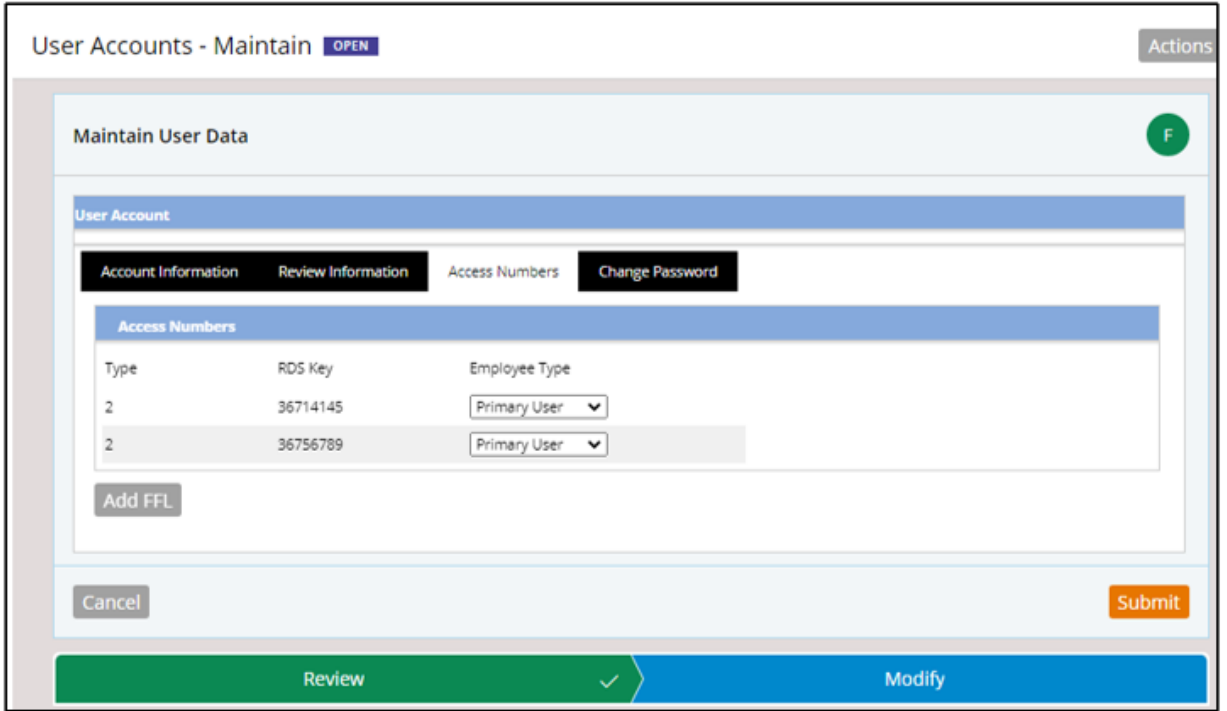 User Accounts - Maintain OPEN
Actions
Maintain User Data
F
User Account
Account Information Review Information Access Numbers Change Password
Access Numbers
Type RDS Key Employee Type
2 36714145 Primary User
2 36756789 Primary User
Add FFL
Cancel Submit
Review Modify